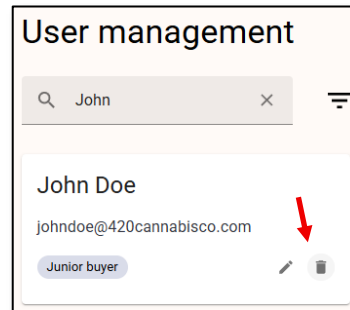 User management
John
John Doe
johndoe@420cannabisco.com
Junior buyer